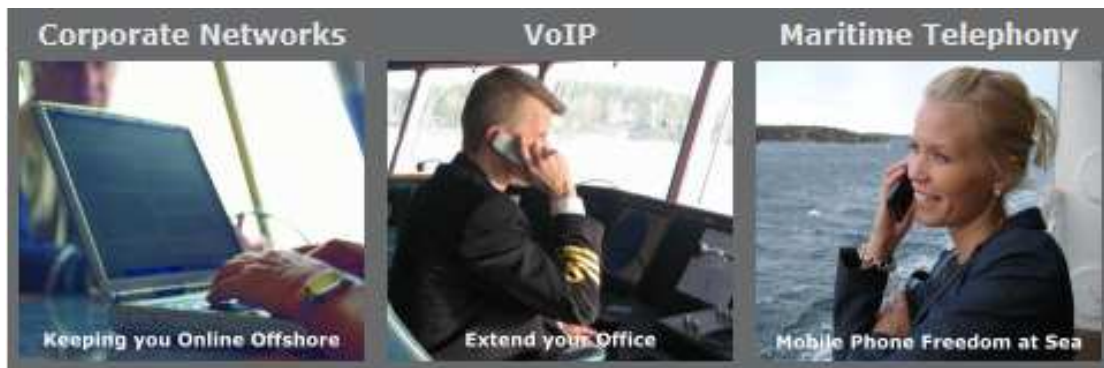 Corporate Networks
Keeping you Online Offshore
VoIP
Extend your Office
Maritime Telephony
Mobile Phone Freedom at Sea